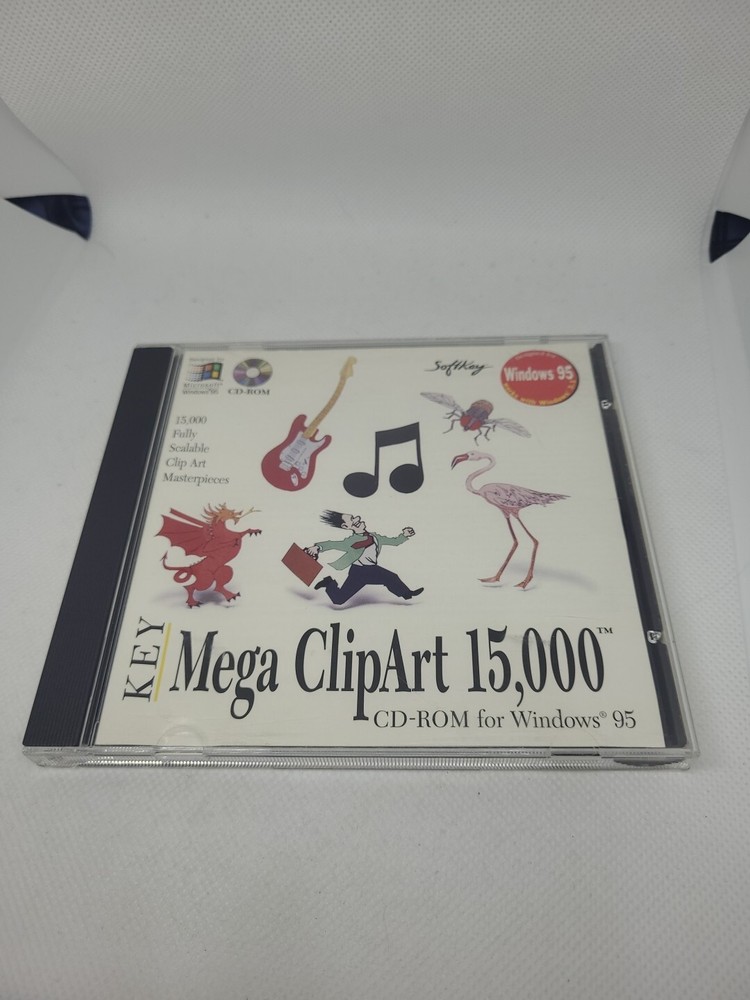 Microsoft®
Windows®95
CD-ROM
SoftKey
Windows 95
15,000
Fully
Scalable
Clip Art
Masterpieces
KEY
Mega ClipArt 15,000™
CD-ROM for Windows® 95